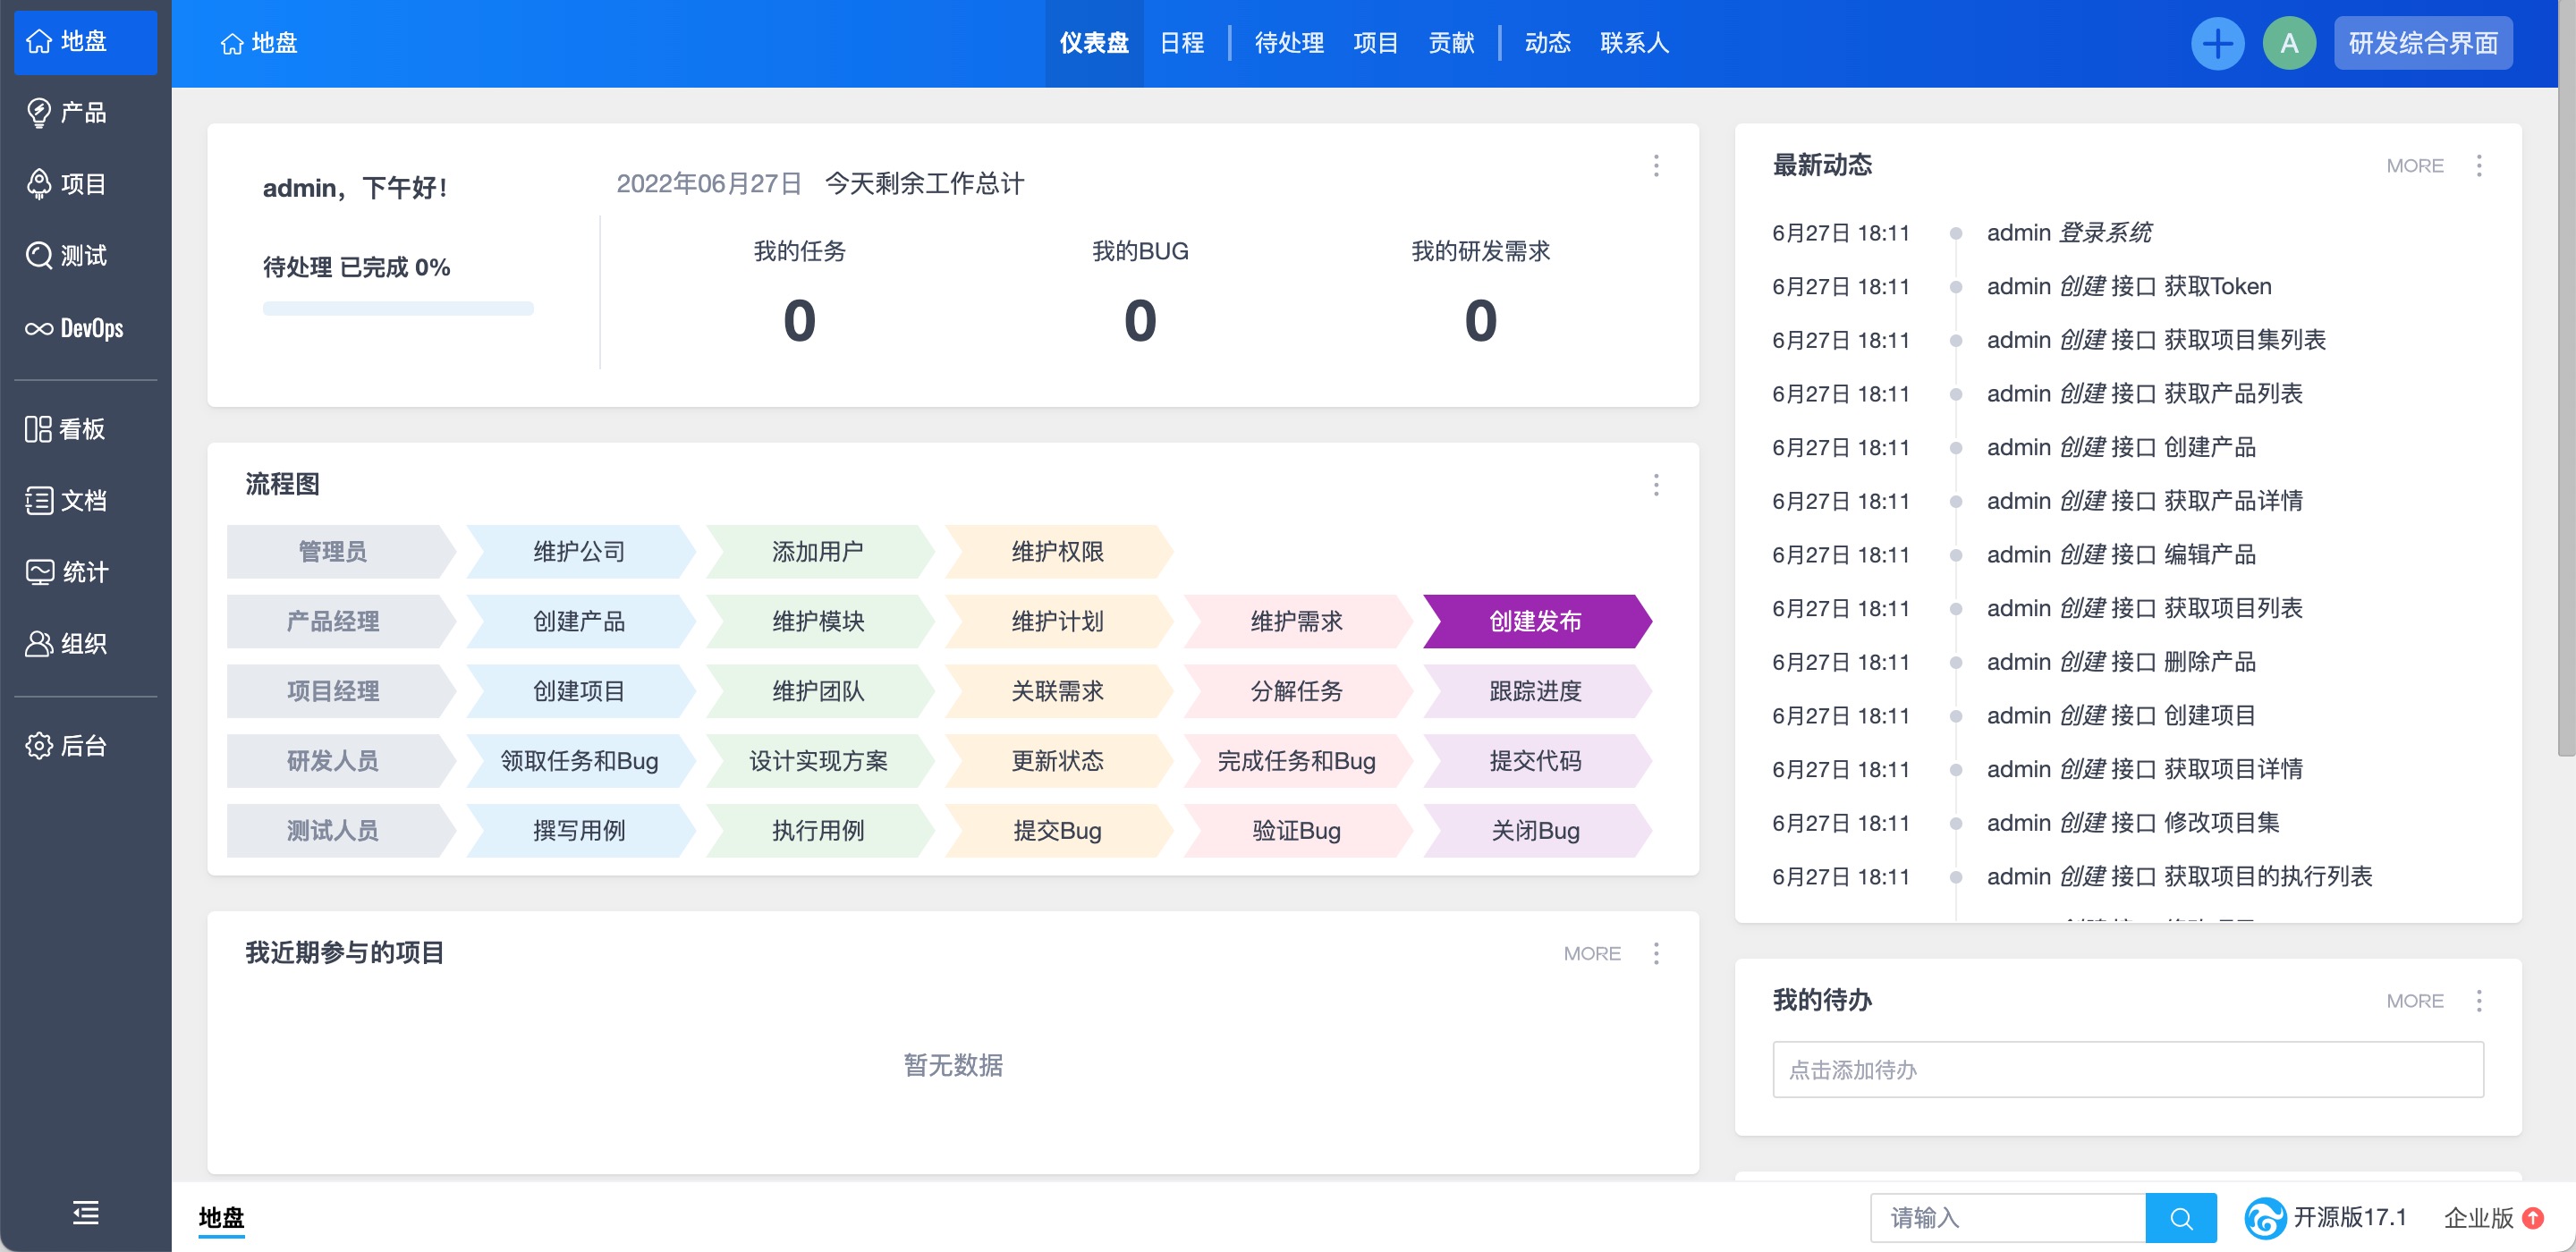 地盘
产品
项目
测试
DevOps
看板
文档
统计
组织
后台
地盘
仪表盘 日程 待处理 项目 贡献 动态 联系人
A 研发综合界面
admin，下午好！
待处理 已完成 0%
2022年06月27日 今天剩余工作总计
我的任务 我的BUG 我的研发需求
0 0 0
流程图
管理员 维护公司 添加用户 维护权限
产品经理 创建产品 维护模块 维护计划 维护需求 创建发布
项目经理 创建项目 维护团队 关联需求 分解任务 跟踪进度
研发人员 领取任务和Bug 设计实现方案 更新状态 完成任务和Bug 提交代码
测试人员 撰写用例 执行用例 提交Bug 验证Bug 关闭Bug
我近期参与的项目 MORE
暂无数据
最新动态 MORE
6月27日 18:11 admin 登录系统
6月27日 18:11 admin 创建 接口 获取Token
6月27日 18:11 admin 创建 接口 获取项目集列表
6月27日 18:11 admin 创建 接口 获取产品列表
6月27日 18:11 admin 创建 接口 创建产品
6月27日 18:11 admin 创建 接口 获取产品详情
6月27日 18:11 admin 创建 接口 编辑产品
6月27日 18:11 admin 创建 接口 获取项目列表
6月27日 18:11 admin 创建 接口 删除产品
6月27日 18:11 admin 创建 接口 创建项目
6月27日 18:11 admin 创建 接口 获取项目详情
6月27日 18:11 admin 创建 接口 修改项目集
6月27日 18:11 admin 创建 接口 获取项目的执行列表
我的待办 MORE
点击添加待办
地盘
请输入
开源版17.1 企业版